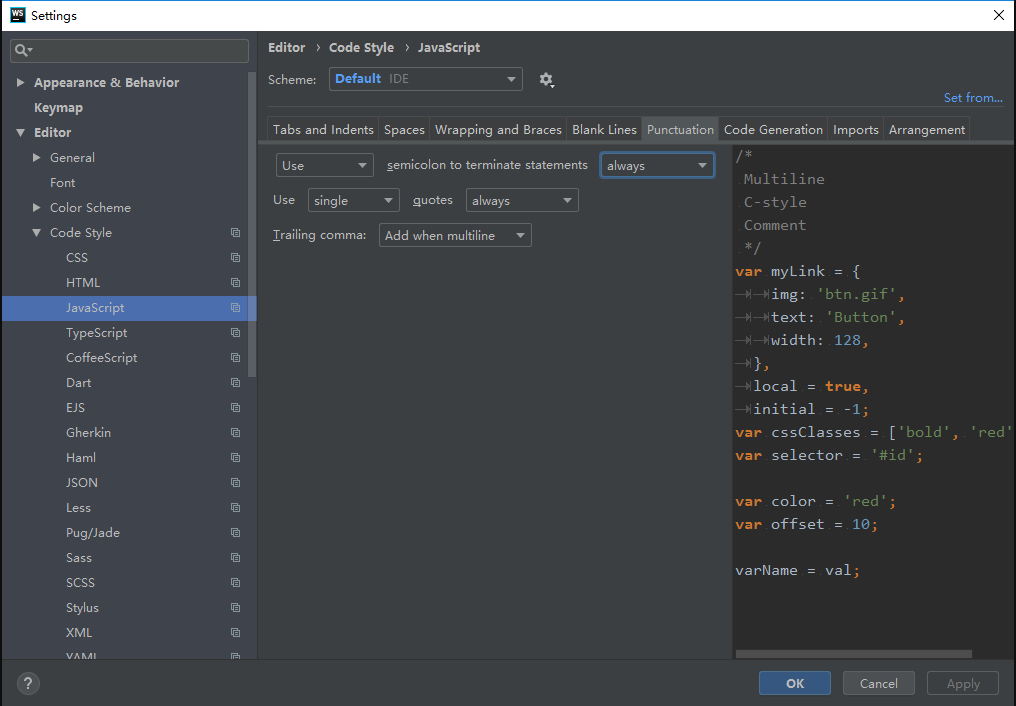 WS Settings
Editor › Code Style › JavaScript
Scheme: Default IDE
Set from...
Appearance & Behavior
Keymap
Editor
General
Font
Color Scheme
Code Style
CSS
HTML
JavaScript
TypeScript
CoffeeScript
Dart
EJS
Gherkin
Haml
JSON
Less
Pug/Jade
Sass
SCSS
Stylus
XML
YAML
Tabs and Indents Spaces Wrapping and Braces Blank Lines Punctuation Code Generation Imports Arrangement
Use semicolon to terminate statements always
Use single quotes always
Trailing comma: Add when multiline
/*
Multiline
C-style
Comment
*/
var myLink = {
img: 'btn.gif',
text: 'Button',
width: 128,
},
local = true,
initial = -1;
var cssClasses = ['bold', 'red'
var selector = '#id';
var color = 'red';
var offset = 10;
varName = val;
?
OK Cancel Apply